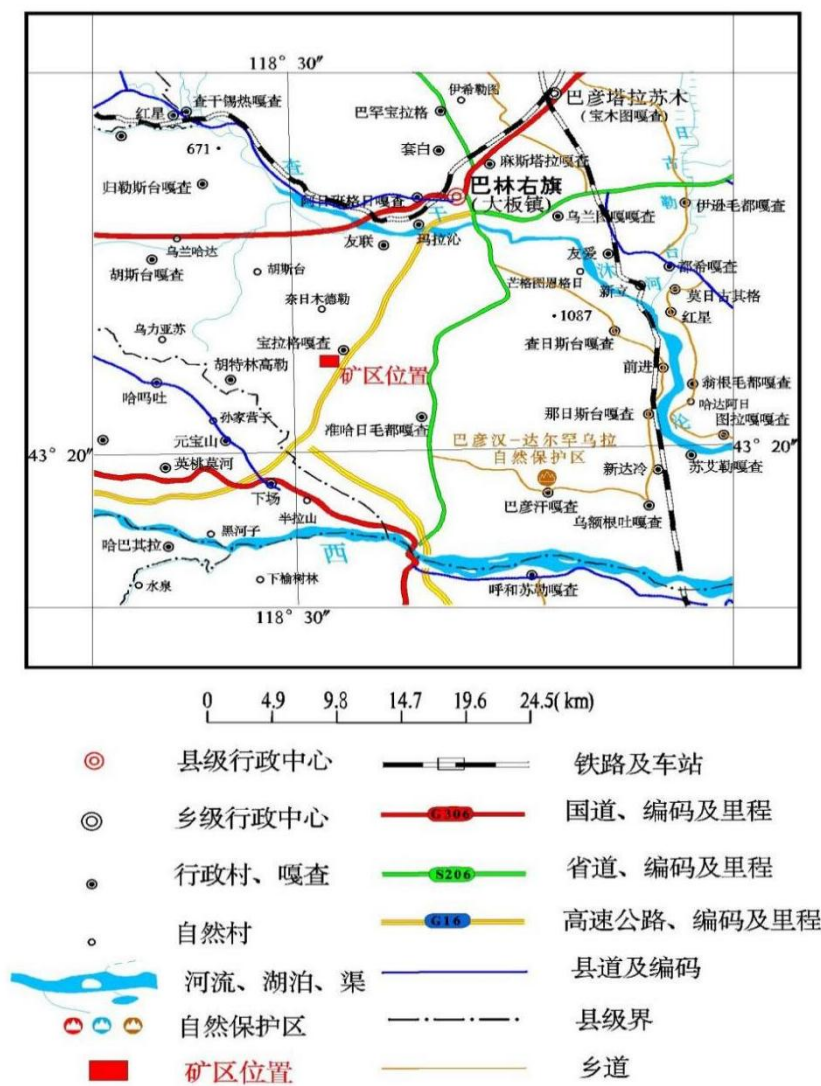 118° 30″
伊希勒图
查干锡热嘎查
巴彦塔拉苏木
(宝木图嘎查)
红星
巴罕宝拉格
671
套白
麻斯塔拉嘎查
日
古
勒
台
河
查
干
沐
沦
归勒斯台嘎查
巴林右旗
(大板镇)
伊逊毛都嘎查
乌兰图嘎嘎查
玛拉沁
友联
乌兰哈达
胡斯台嘎查
胡斯台
友爱
都希嘎查
芒格图恩格日
新立
莫日古其格
奈日木德勒
1087
红星
乌力亚苏
宝拉格嘎查
查日斯台嘎查
矿区位置
前进
胡特林高勒
哈吗吐
翁根毛都嘎查
哈达阿日
孙家营子
准哈日毛都嘎查
那日斯台嘎查
图拉嘎嘎查
元宝山
巴彦汉-达尔罕乌拉
自然保护区
43° 20″
43° 20″
苏艾勒嘎查
英桃莫河
新达冷
下场
巴彦汗嘎查
半拉山
乌额根吐嘎查
黑河子
哈巴其拉
西
下榆树林
水泉
呼和苏勒嘎查
118° 30″
0 4.9 9.8 14.7 19.6 24.5(km)
县级行政中心
铁路及车站
乡级行政中心
G306
国道、编码及里程
行政村、嘎查
S206
省道、编码及里程
自然村
G16
高速公路、编码及里程
河流、湖泊、渠
县道及编码
自然保护区
县级界
矿区位置
乡道